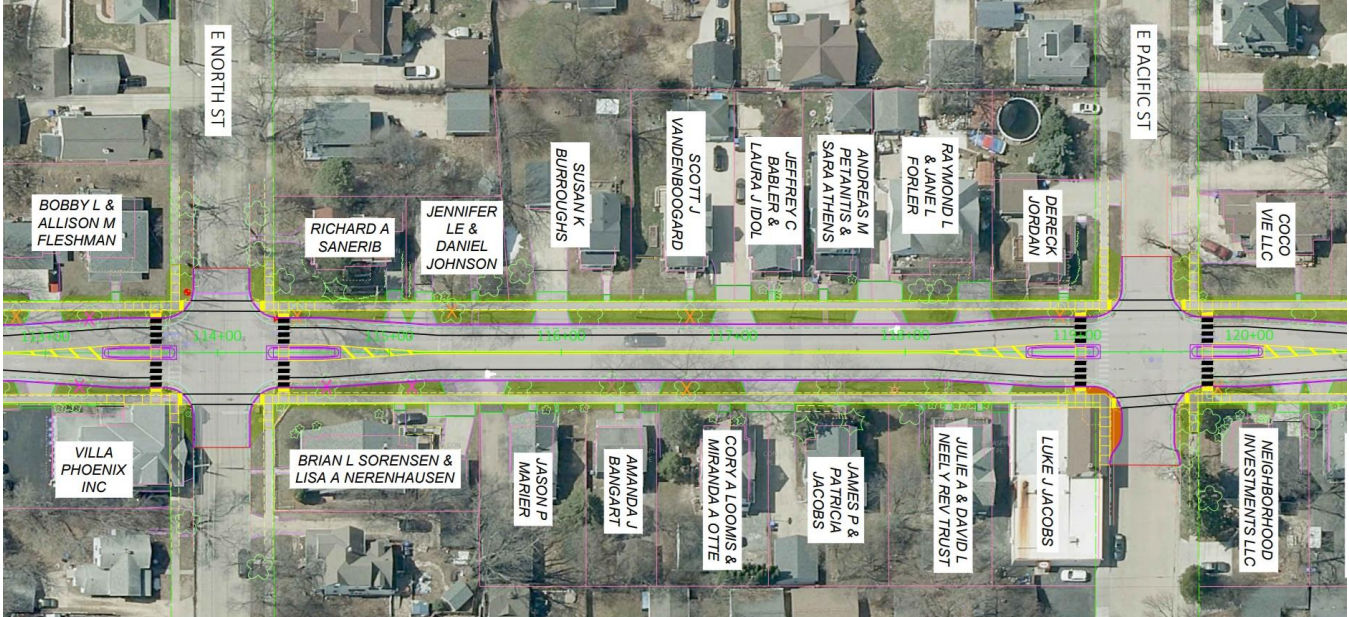 E NORTH ST
E PACIFIC ST
BOBBY L &
ALLISON M
FLESHMAN
RICHARD A
SANERIB
JENNIFER
LE & DANIEL
JOHNSON
SUSAN K
BURROUGHS
SCOTT J
VANDENBOOGARD
JEFFREY C
BABLER &
LAURA J IDOL
ANDREAS M
PETANITIS &
SARA A THENS
RAYMOND L
& JANE L
FORLER
DERECK
JORDAN
COCO
VIE LLC
113+00
114+00
115+00
116+00
117+00
118+00
119+00
120+00
VILLA
PHOENIX
INC
BRIAN L SORENSEN &
LISA A NERENHAUSEN
JASON P
MARIER
AMANDA J
BANGART
CORY A LOOMIS &
MIRANDA A OTTE
JAMES P &
PATRICIA
JACOBS
JULIE A & DAVID L
NEELY REV TRUST
LUKE J JACOBS
NEIGHBORHOOD
INVESTMENTS LLC